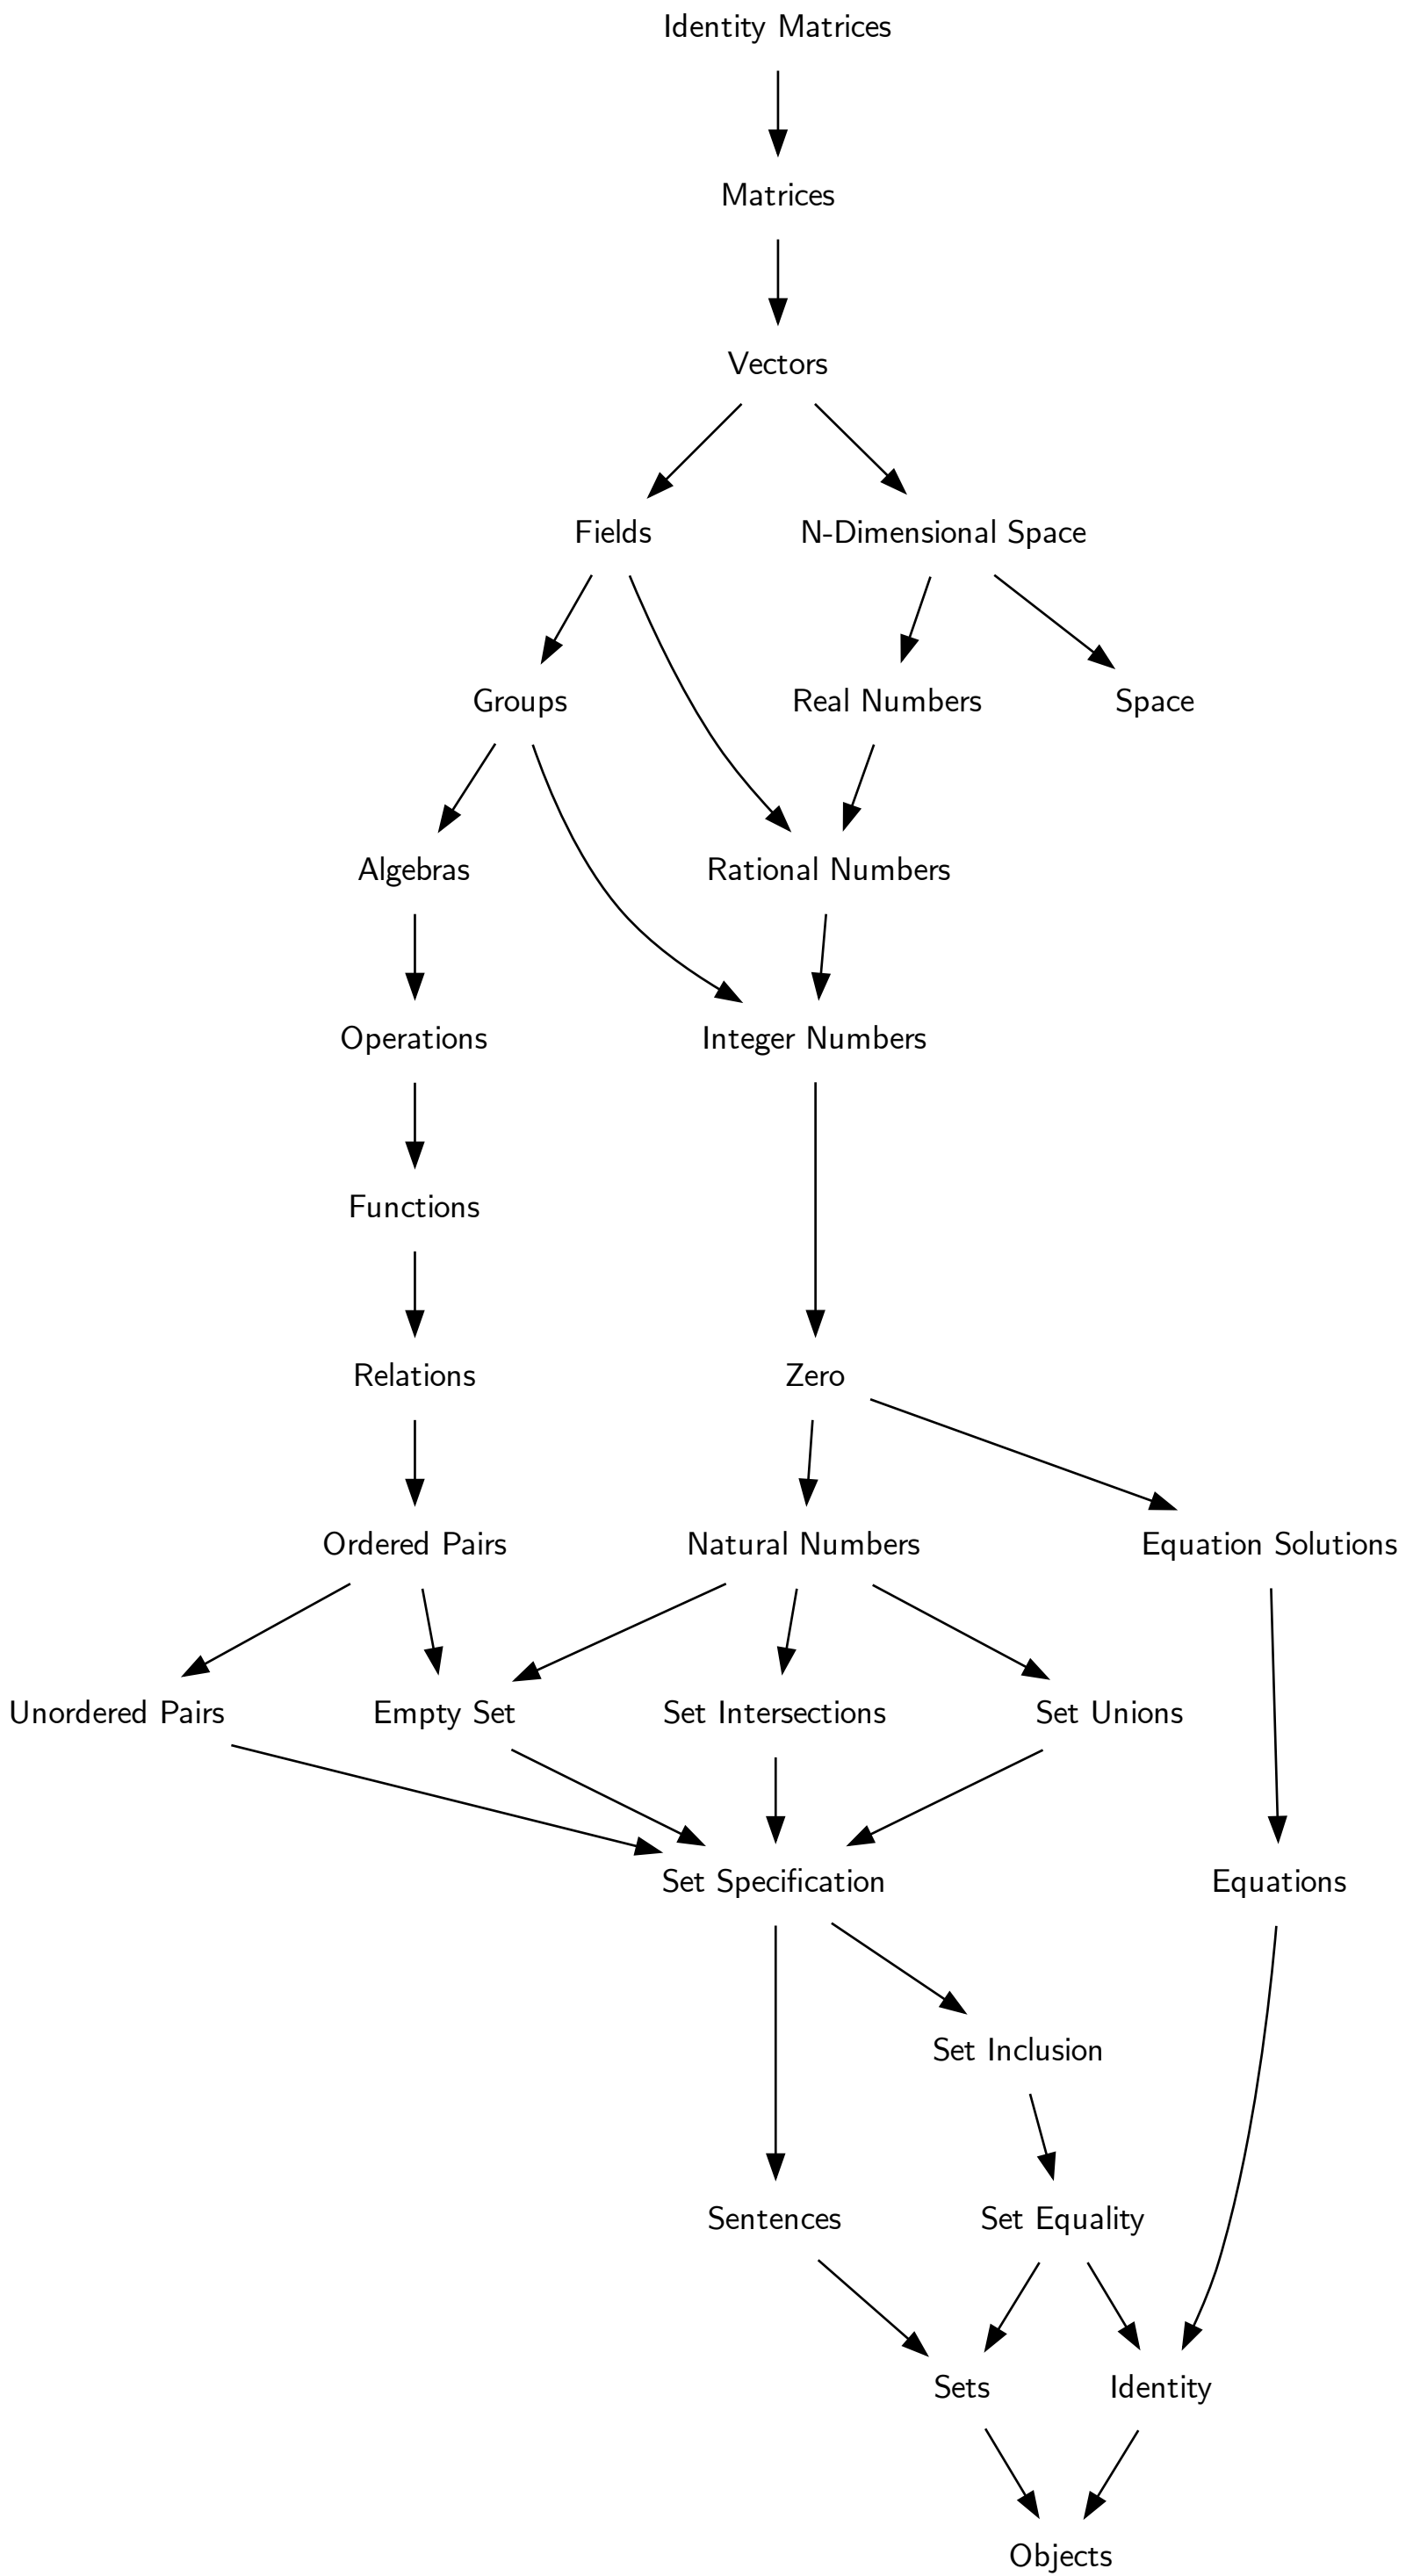 Identity Matrices
Matrices
Vectors
Fields
N-Dimensional Space
Groups
Real Numbers
Space
Algebras
Rational Numbers
Operations
Integer Numbers
Functions
Relations
Zero
Ordered Pairs
Natural Numbers
Equation Solutions
Unordered Pairs
Empty Set
Set Intersections
Set Unions
Set Specification
Equations
Set Inclusion
Sentences
Set Equality
Sets
Identity
Objects